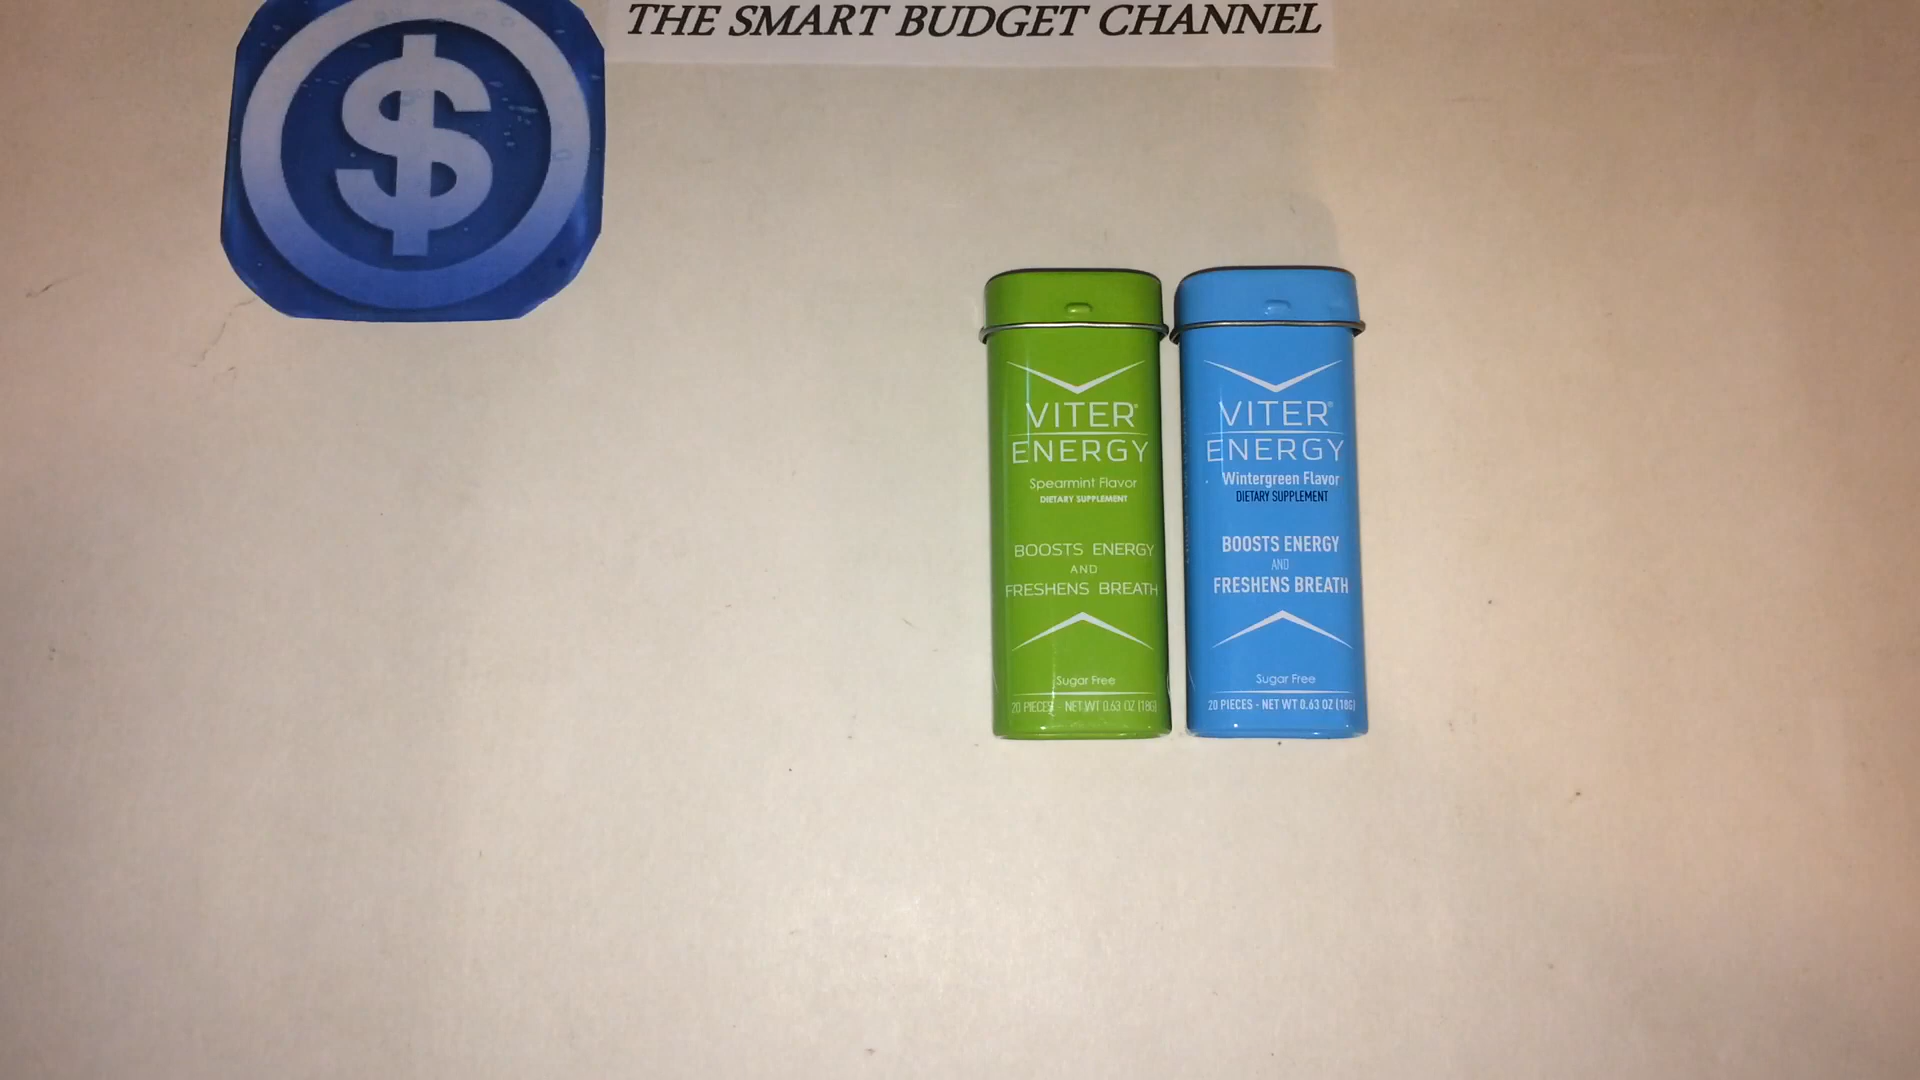 THE SMART BUDGET CHANNEL
$
VITER®
ENERGY
Spearmint Flavor
DIETARY SUPPLEMENT
BOOSTS ENERGY
AND
FRESHENS BREATH
Sugar Free
20 PIECES - NET WT 0.63 OZ (18G)
VITER®
ENERGY
Wintergreen Flavor
DIETARY SUPPLEMENT
BOOSTS ENERGY
AND
FRESHENS BREATH
Sugar Free
20 PIECES - NET WT 0.63 OZ (18G)